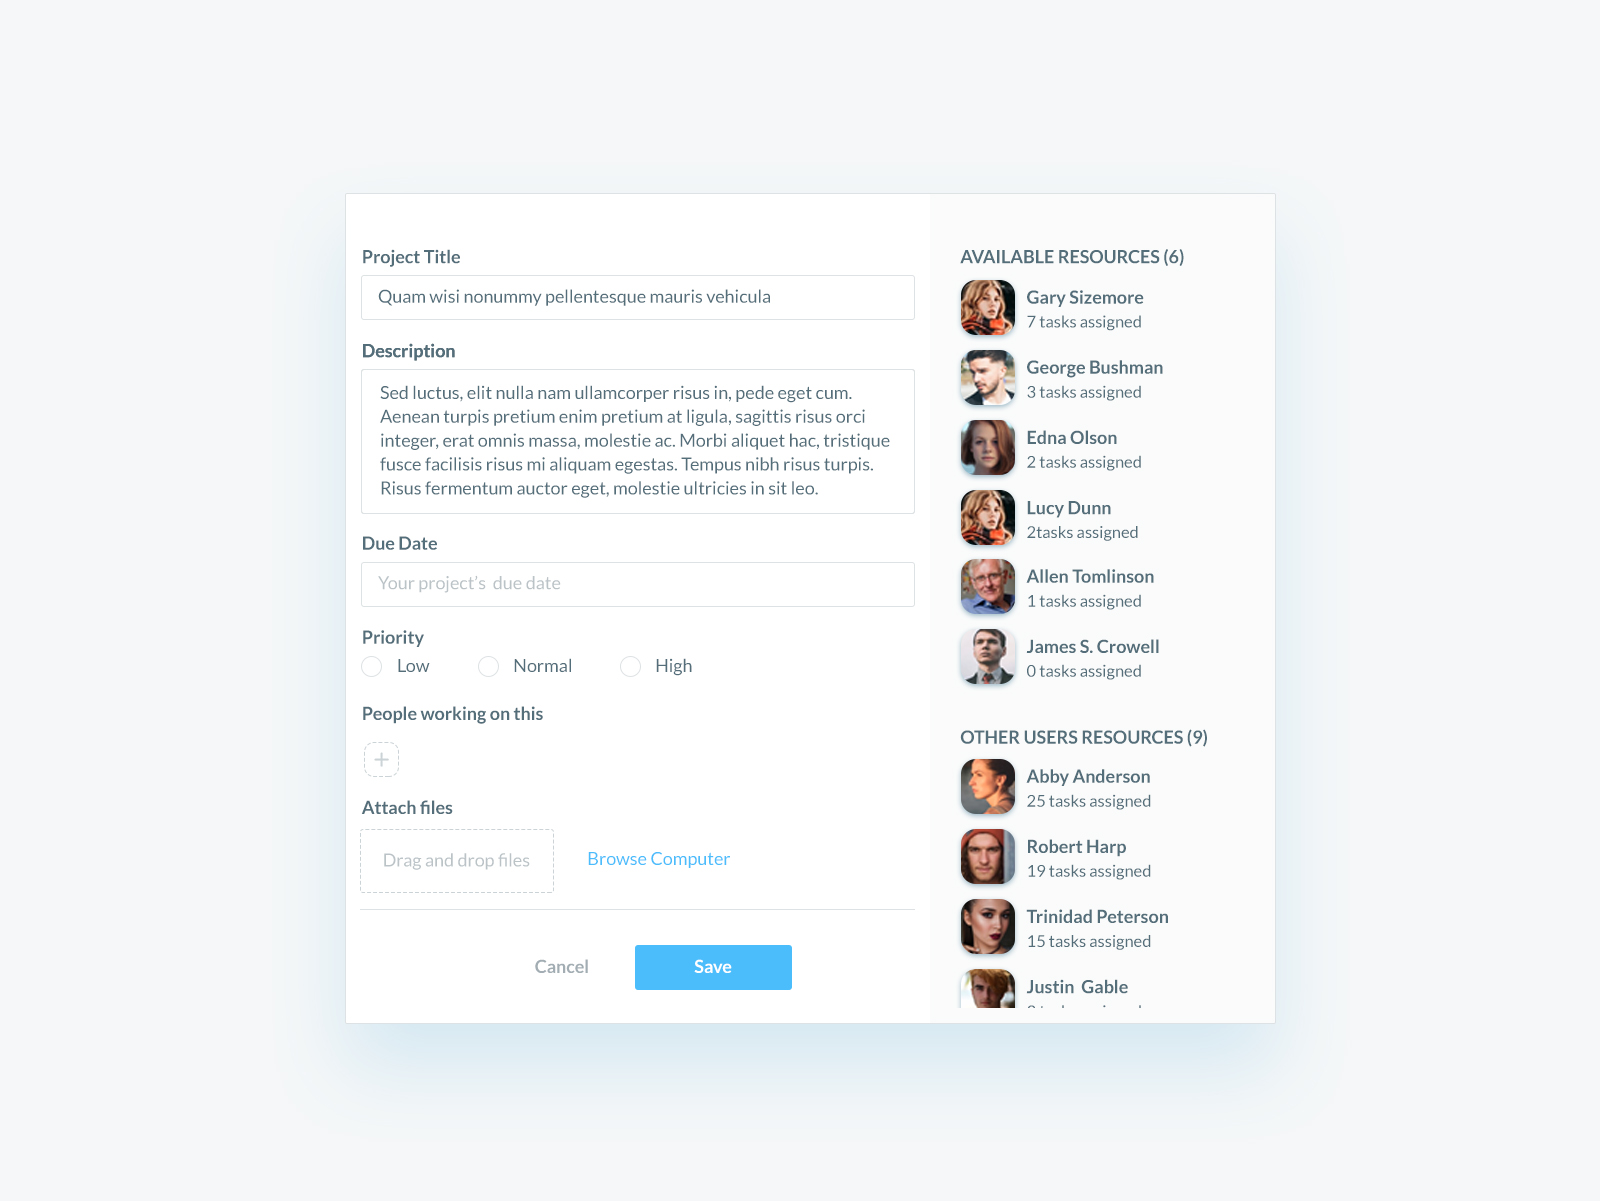 Project Title
Quam wisi nonummy pellentesque mauris vehicula
Description
Sed luctus, elit nulla nam ullamcorper risus in, pede eget cum.
Aenean turpis pretium enim pretium at ligula, sagittis risus orci
integer, erat omnis massa, molestie ac. Morbi aliquet hac, tristique
fusce facilisis risus mi aliquam egestas. Tempus nibh risus turpis.
Risus fermentum auctor eget, molestie ultricies in sit leo.
Due Date
Your project's  due date
Priority
Low
Normal
High
People working on this
+
Attach files
Drag and drop files
Browse Computer
Cancel
Save
AVAILABLE RESOURCES (6)
Gary Sizemore
7 tasks assigned
George Bushman
3 tasks assigned
Edna Olson
2 tasks assigned
Lucy Dunn
2tasks assigned
Allen Tomlinson
1 tasks assigned
James S. Crowell
0 tasks assigned
OTHER USERS RESOURCES (9)
Abby Anderson
25 tasks assigned
Robert Harp
19 tasks assigned
Trinidad Peterson
15 tasks assigned
Justin  Gable